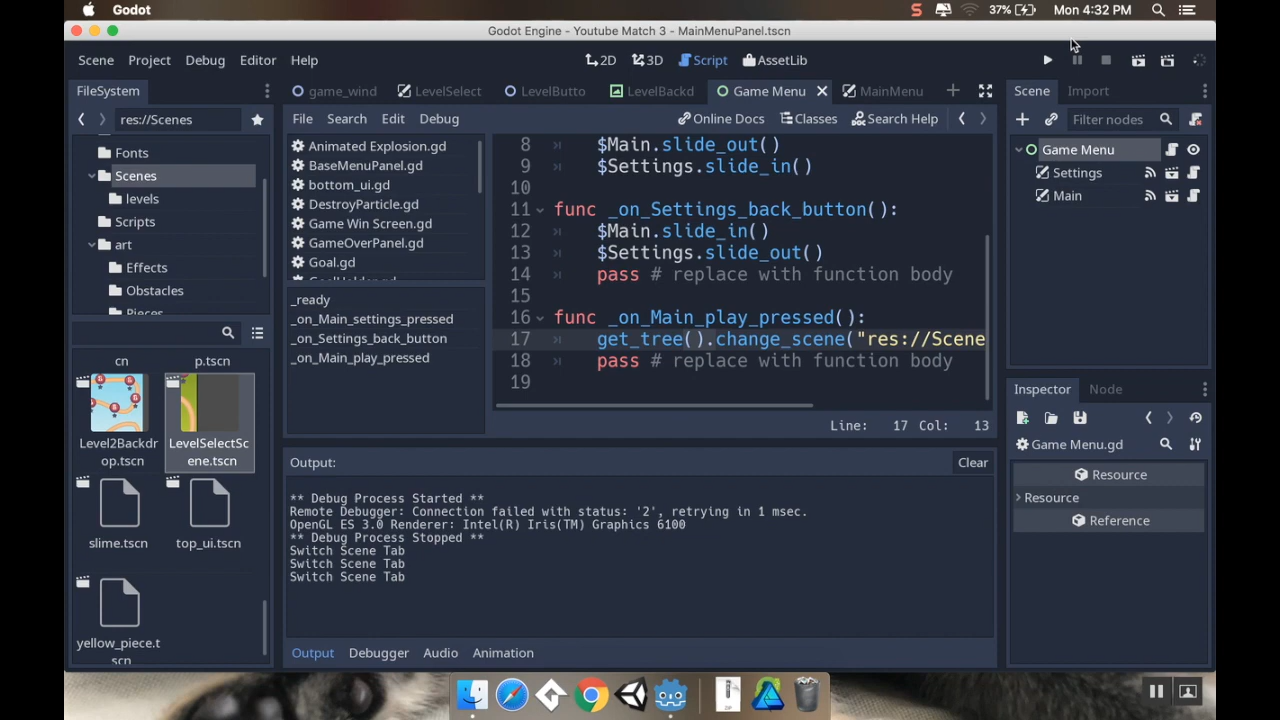 Godot
37%
Mon 4:32 PM
Godot Engine - Youtube Match 3 - MainMenuPanel.tscn
Scene Project Debug Editor Help
2D 3D Script AssetLib
FileSystem
game_wind LevelSelect LevelButto LevelBackd Game Menu MainMenu
Scene Import
res://Scenes
File Search Edit Debug
Online Docs Classes Search Help
Filter nodes
Fonts
Scenes
levels
Scripts
art
Effects
Obstacles
Pieces
cn
p.tscn
Level2Backd
rop.tscn
LevelSelectSc
ene.tscn
slime.tscn
top_ui.tscn
yellow_piece.t
scn
Animated Explosion.gd
BaseMenuPanel.gd
bottom_ui.gd
DestroyParticle.gd
Game Win Screen.gd
GameOverPanel.gd
Goal.gd
GoalHolder.gd
_ready
_on_Main_settings_pressed
_on_Settings_back_button
_on_Main_play_pressed
8 $Main.slide_out()
9 $Settings.slide_in()
10
11 func _on_Settings_back_button():
12 $Main.slide_in()
13 $Settings.slide_out()
14 pass # replace with function body
15
16 func _on_Main_play_pressed():
17 get_tree().change_scene("res://Scene
18 pass # replace with function body
19
Line: 17 Col: 13
Output:
Clear
** Debug Process Started **
Remote Debugger: Connection failed with status: '2', retrying in 1 msec.
OpenGL ES 3.0 Renderer: Intel(R) Iris(TM) Graphics 6100
** Debug Process Stopped **
Switch Scene Tab
Switch Scene Tab
Switch Scene Tab
Output Debugger Audio Animation
Game Menu
Settings
Main
Inspector Node
Game Menu.gd
Resource
Resource
Reference